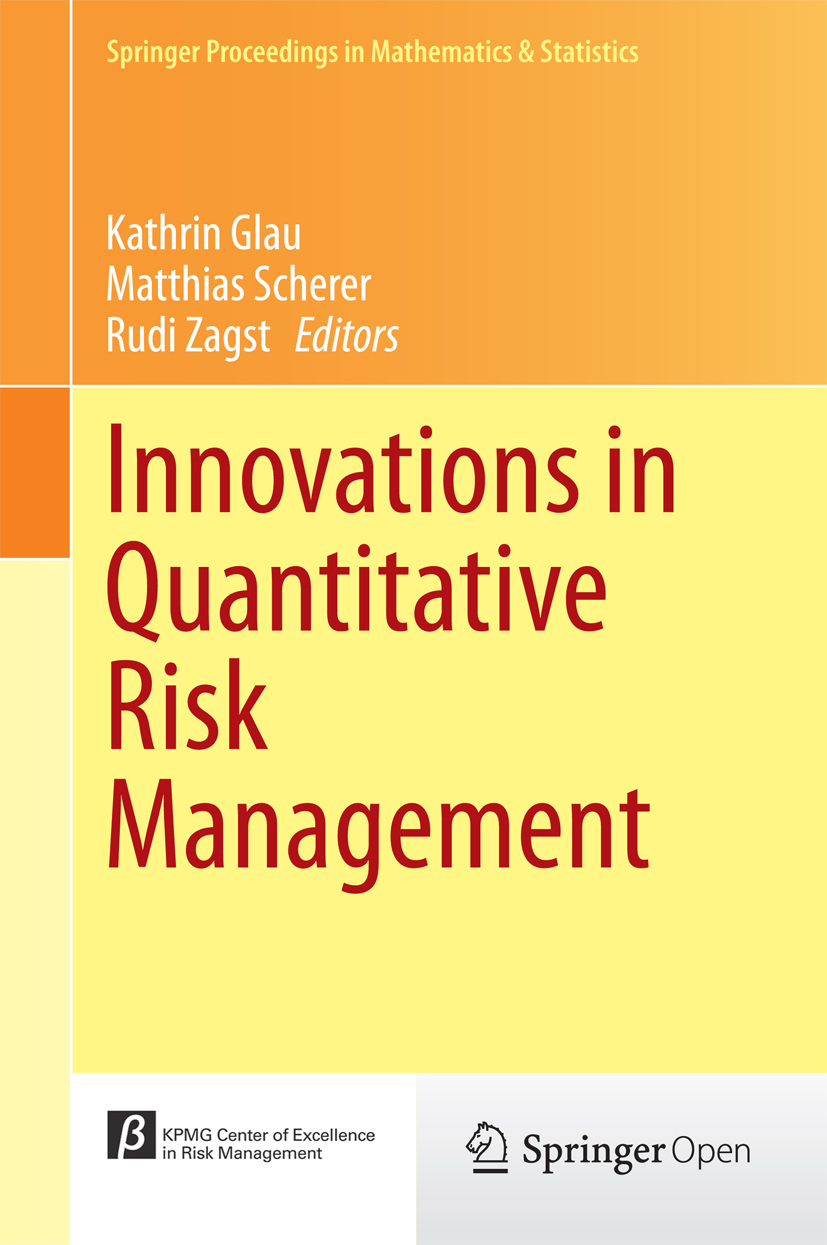 Springer Proceedings in Mathematics & Statistics
Kathrin Glau
Matthias Scherer
Rudi Zagst Editors
Innovations in
Quantitative
Risk
Management
β
KPMG Center of Excellence
in Risk Management
Springer Open